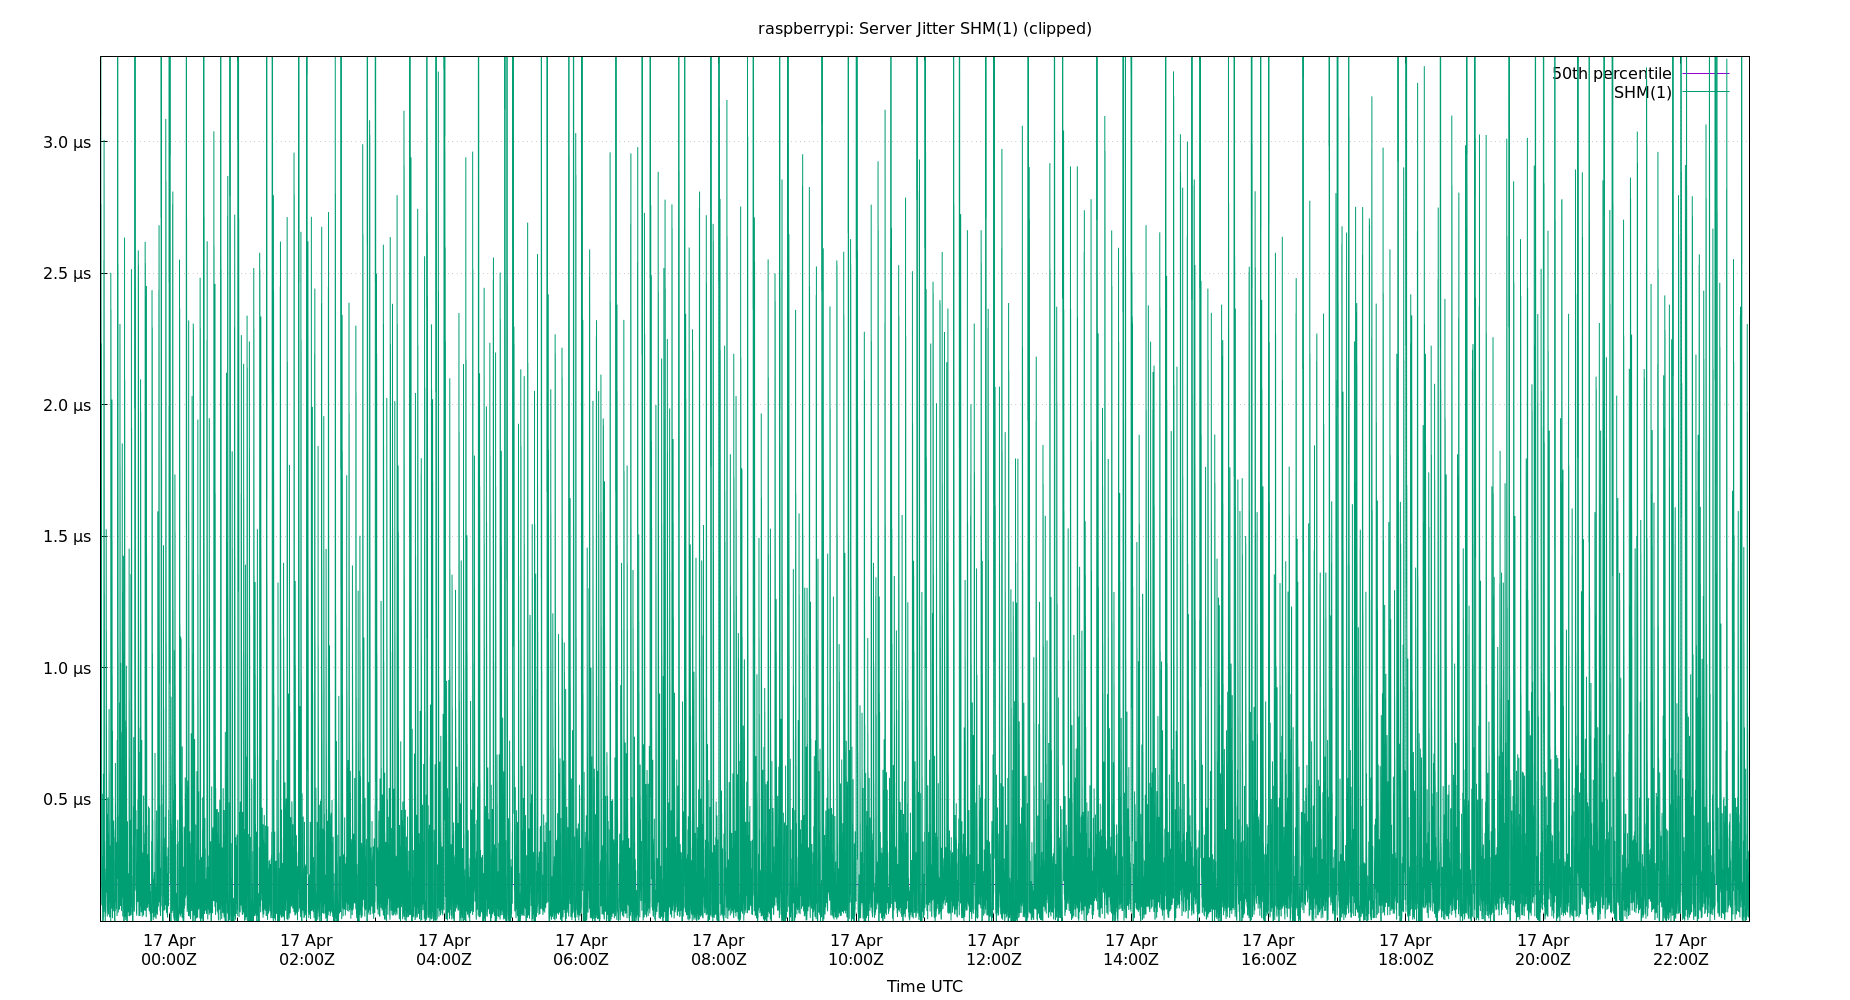 raspberrypi: Server Jitter SHM(1) (clipped)
50th percentile
SHM(1)
3.0 µs
2.5 µs
2.0 µs
1.5 µs
1.0 µs
0.5 µs
17 Apr 17 Apr 17 Apr 17 Apr 17 Apr 17 Apr 17 Apr 17 Apr 17 Apr 17 Apr 17 Apr 17 Apr
00:00Z 02:00Z 04:00Z 06:00Z 08:00Z 10:00Z 12:00Z 14:00Z 16:00Z 18:00Z 20:00Z 22:00Z
Time UTC